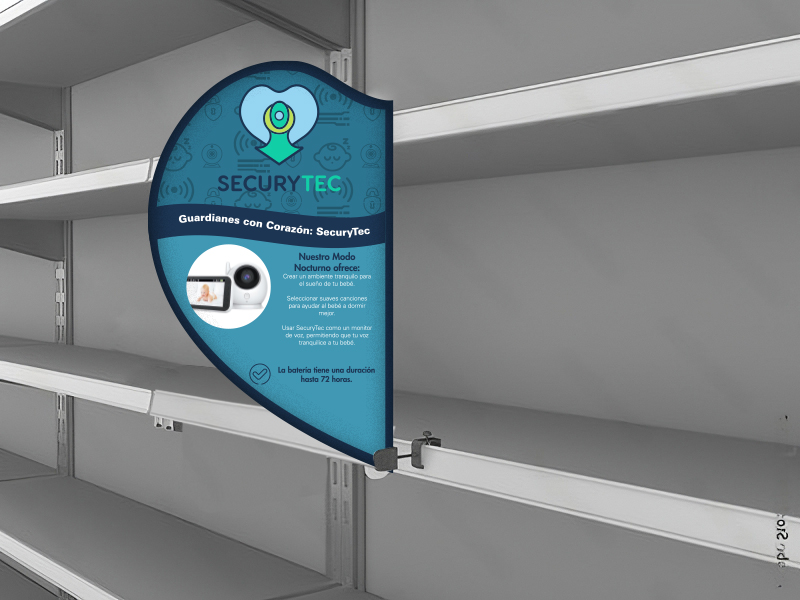 SECURYTEC
Guardianes con Corazón: SecuryTec
Nuestro Modo
Nocturno ofrece:
Crear un ambiente tranquilo para
el sueño de tu bebé.
Seleccionar suaves canciones
para ayudar al bebé a dormir
mejor.
Usar SecuryTec como un monitor
de voz, permitiendo que tu voz
tranquilice a tu bebé.
La batería tiene una duración
hasta 72 horas.